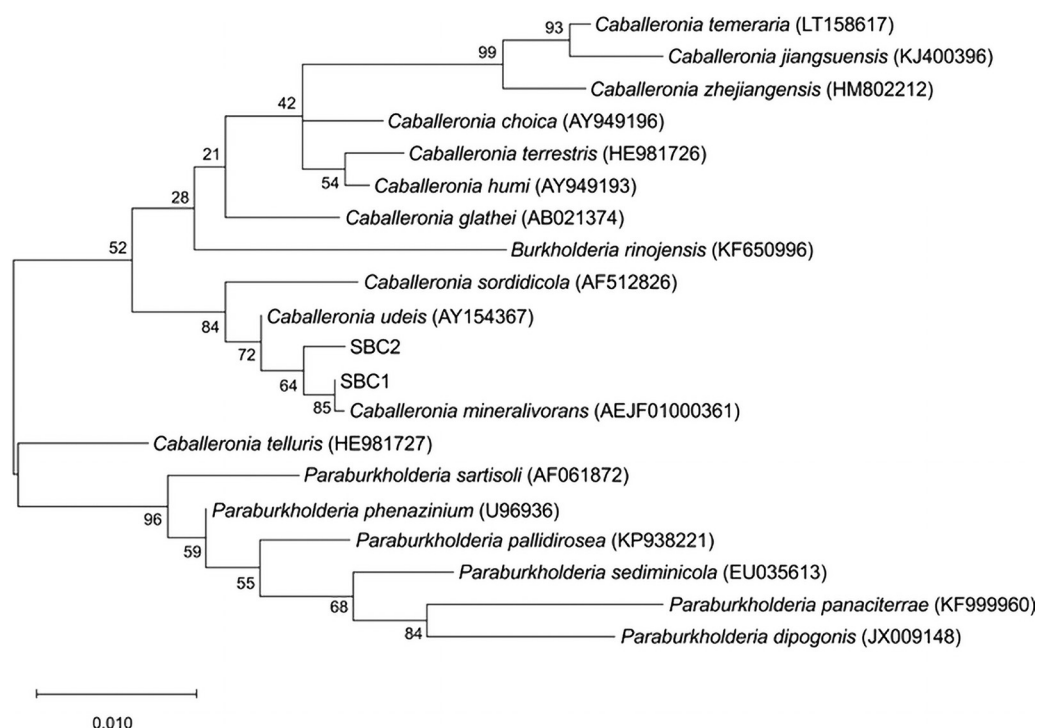 93
Caballeronia temeraria (LT158617)
99
Caballeronia jiangsuensis (KJ400396)
Caballeronia zhejiangensis (HM802212)
42
Caballeronia choica (AY949196)
21
Caballeronia terrestris (HE981726)
54
Caballeronia humi (AY949193)
28
Caballeronia glathei (AB021374)
52
Burkholderia rinojensis (KF650996)
Caballeronia sordidicola (AF512826)
84
Caballeronia udeis (AY154367)
72
SBC2
64
SBC1
85
Caballeronia mineralivorans (AEJF01000361)
Caballeronia telluris (HE981727)
Paraburkholderia sartisoli (AF061872)
96
Paraburkholderia phenazinium (U96936)
59
Paraburkholderia pallidirosea (KP938221)
55
Paraburkholderia sediminicola (EU035613)
68
Paraburkholderia panaciterrae (KF999960)
84
Paraburkholderia dipogonis (JX009148)
0.010